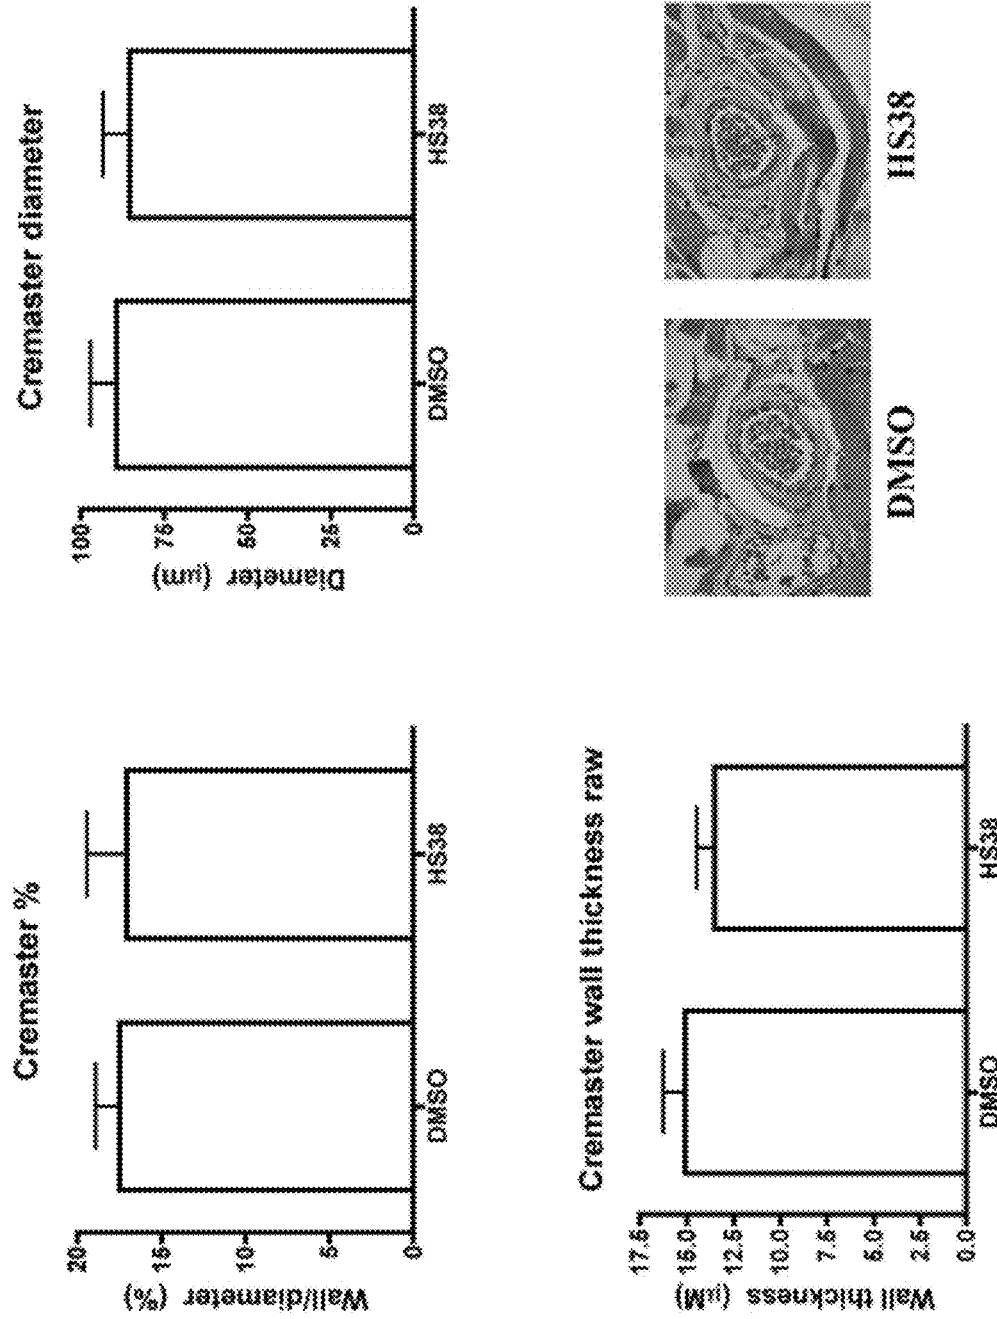 Cremaster %
Wall/diameter (%)
20
15
10
5
0
DMSO
HS38
Cremaster diameter
Diameter (μm)
100
75
50
25
0
DMSO
HS38
Cremaster wall thickness raw
Wall thickness (μM)
17.5
15.0
12.5
10.0
7.5
5.0
2.5
0.0
DMSO
HS38
DMSO
HS38